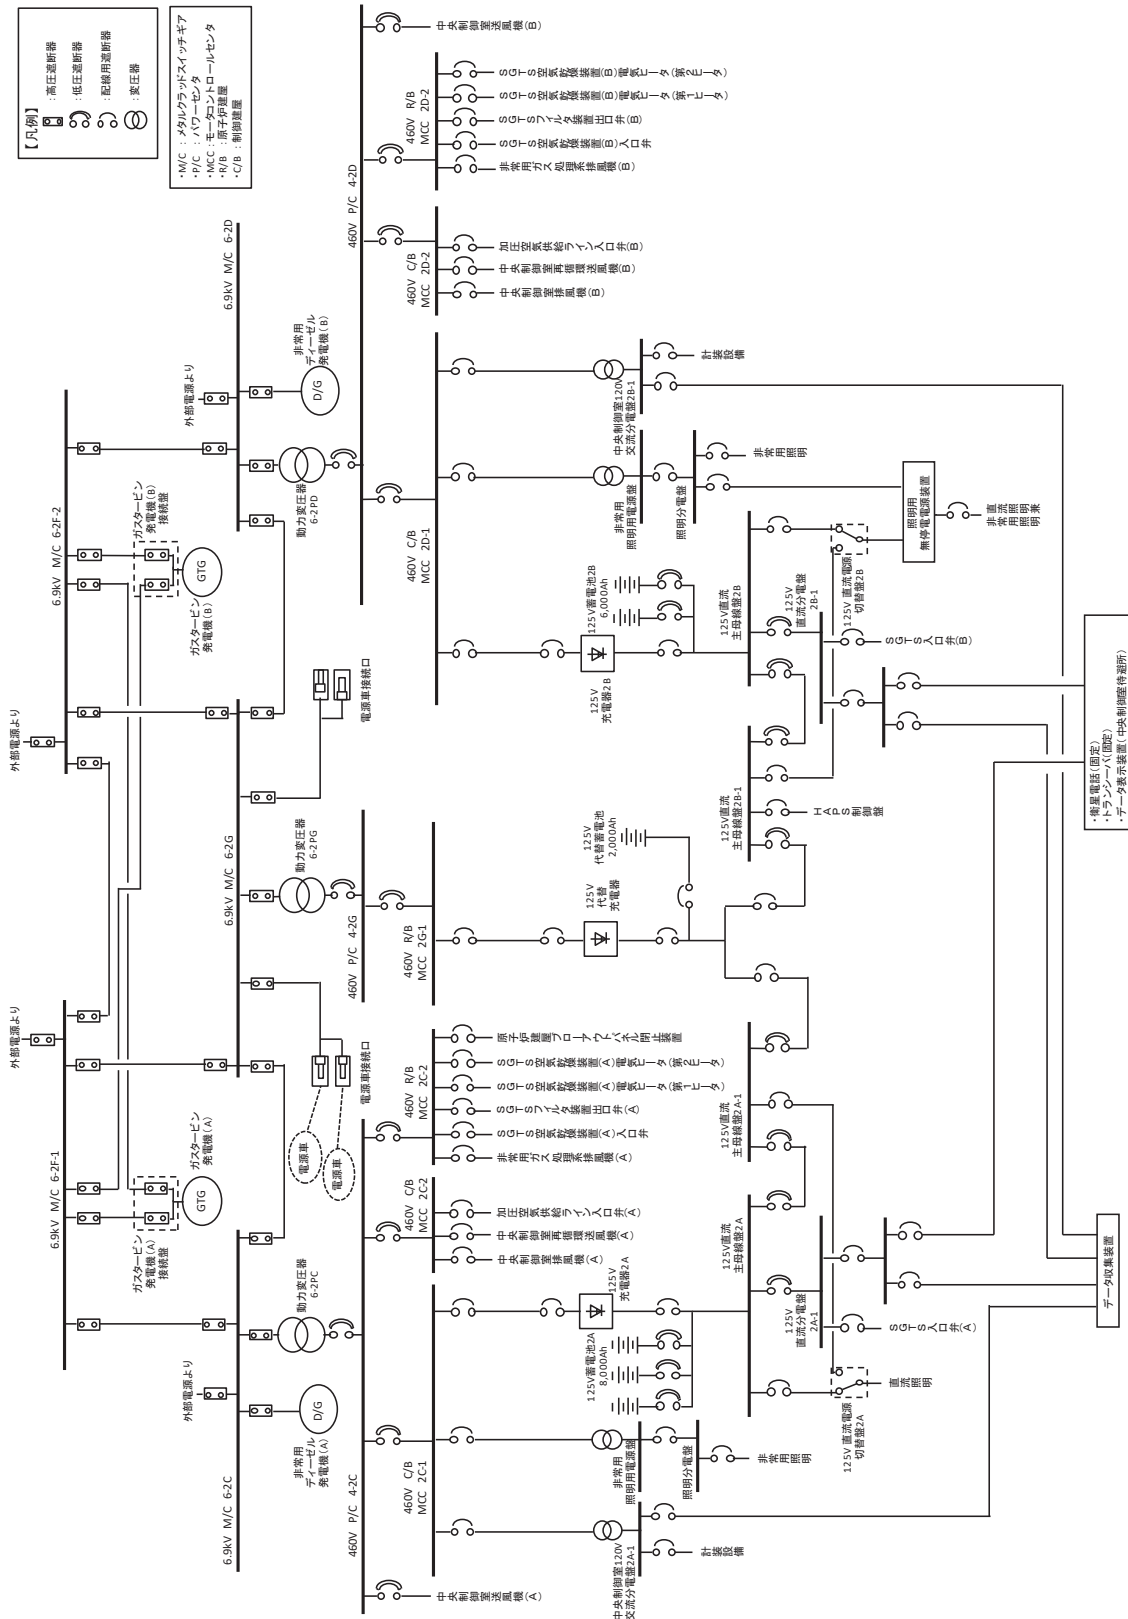 【凡例】
：高圧遮断器
：低圧遮断器
：配線用遮断器
：変圧器
・M/C ：メタルクラッドスイッチギア
・P/C ：パワーセンタ
・MCC：モータコントロールセンタ
・R/B ：原子炉建屋
・C/B ：制御建屋
外部電源より
6.9kV M/C 6-2F-1
外部電源より
6.9kV M/C 6-2F-2
ガスタービン
発電機(A)
接続盤
GTG
ガスタービン
発電機(A)
ガスタービン
発電機(B)
GTG
ガスタービン
発電機(B)
接続盤
外部電源より
6.9kV M/C 6-2C
6.9kV M/C 6-2G
外部電源より
6.9kV M/C 6-2D
非常用
ディーゼル
発電機(A)
D/G
動力変圧器
6-2PC
電源車
電源車
電源車接続口
動力変圧器
6-2PG
電源車接続口
動力変圧器
6-2PD
D/G
非常用
ディーゼル
発電機(B)
460V P/C 4-2C
460V P/C 4-2G
460V P/C 4-2D
中央制御室送風機(A)
460V C/B
MCC 2C-1
460V C/B
MCC 2C-2
中央制御室排風機(A)
中央制御室再循環送風機(A)
加圧空気供給ライン入口弁(A)
460V R/B
MCC 2C-2
非常用ガス処理系排風機(A)
SGTS空気乾燥装置(A)入口弁
SGTSフィルタ装置出口弁(A)
SGTS空気乾燥装置(A)電気ヒータ(第1ヒータ)
SGTS空気乾燥装置(A)電気ヒータ(第2ヒータ)
原子炉建屋ブローアウトパネル閉止装置
460V R/B
MCC 2G-1
460V C/B
MCC 2D-1
460V C/B
MCC 2D-2
中央制御室排風機(B)
中央制御室再循環送風機(B)
加圧空気供給ライン入口弁(B)
460V R/B
MCC 2D-2
非常用ガス処理系排風機(B)
SGTS空気乾燥装置(B)入口弁
SGTSフィルタ装置出口弁(B)
SGTS空気乾燥装置(B)電気ヒータ(第1ヒータ)
SGTS空気乾燥装置(B)電気ヒータ(第2ヒータ)
中央制御室送風機(B)
中央制御室120V
交流分電盤2A-1
計装設備
非常用
照明用電源盤
照明分電盤
非常用照明
125V蓄電池2A
8,000Ah
125V
充電器2A
125V
代替
充電器
125V
代替蓄電池
2,000Ah
125V
充電器2B
125V蓄電池2B
6,000Ah
非常用
照明用電源盤
照明分電盤
非常用照明
中央制御室120V
交流分電盤2B-1
計装設備
125V直流
主母線盤2A
125V直流
主母線盤2A-1
125V直流
主母線盤2B-1
125V直流
主母線盤2B
125V 直流電源
切替盤2A
直流照明
125V
直流分電盤
2A-1
SGTS入口弁(A)
HAPS制御盤
125V
直流分電盤
2B-1
SGTS入口弁(B)
125V 直流電源
切替盤2B
照明用
無停電電源装置
直流照明兼
非常用照明
データ収集装置
・衛星電話(固定)
・トランシーバ(固定)
・データ表示装置(中央制御室待避所)